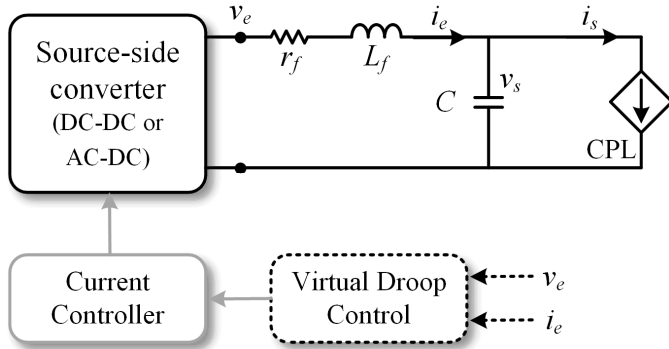 v_e
r_f
L_f
i_e
i_s
Source-side
converter
(DC-DC or
AC-DC)
C
v_s
CPL
Current
Controller
Virtual Droop
Control
v_e
i_e